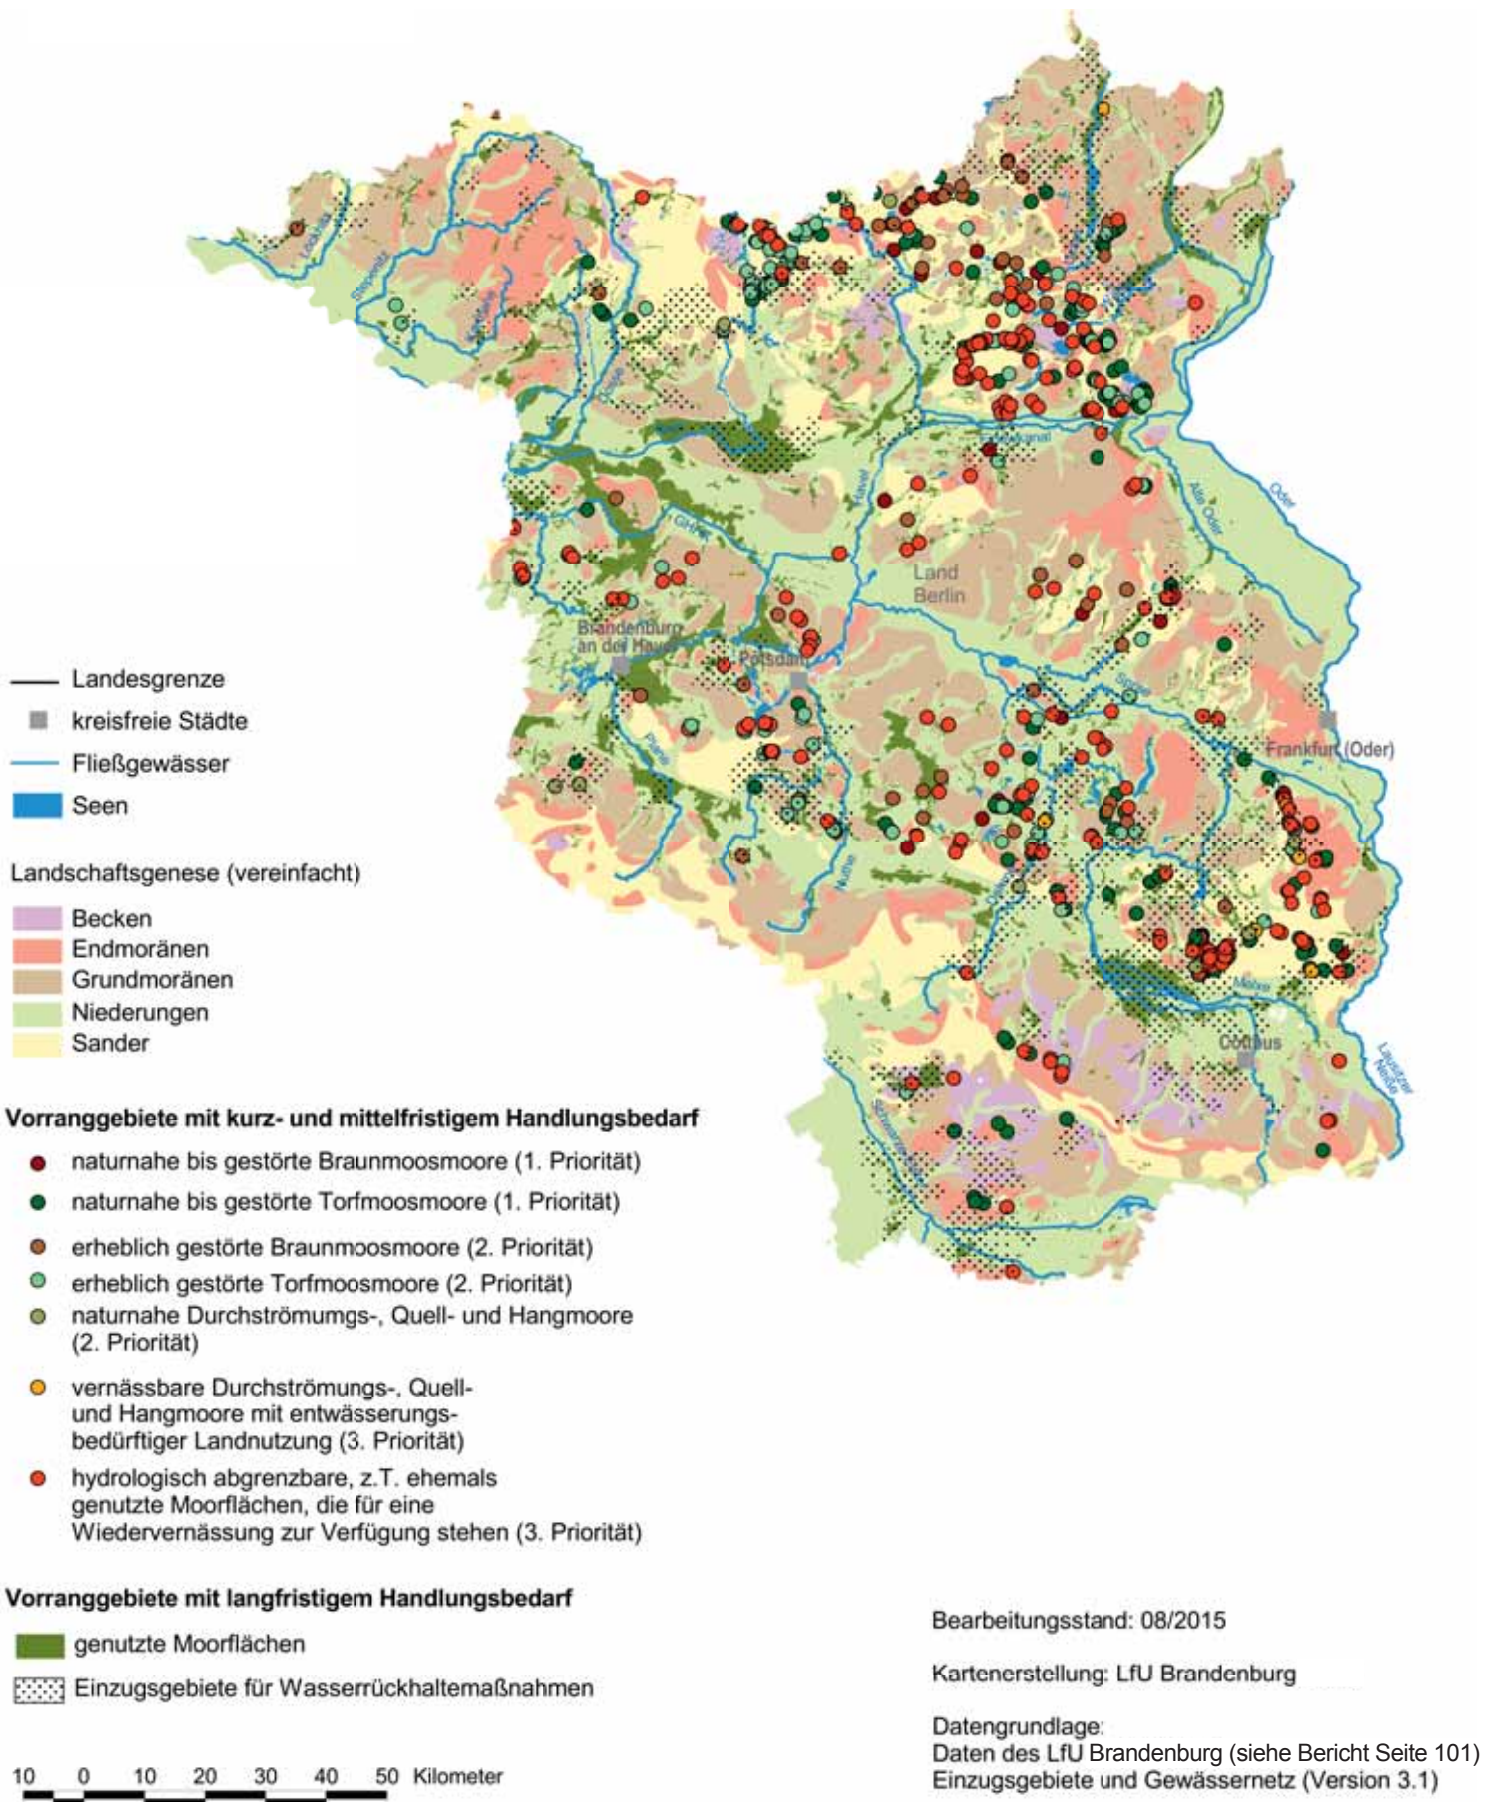 Löcknitz
Stepenitz
Dosse
Finowkanal
Havel
GHHK
Alte Oder
Oder
Land
Berlin
Brandenburg
an der Havel
Potsdam
Landesgrenze
kreisfreie Städte
Plane
Spree
Frankfurt (Oder)
Fließgewässer
Seen
Nuthe
Landschaftsgenese (vereinfacht)
Becken
Endmoränen
Grundmoränen
Malxe
Niederungen
Sander
Cottbus
Lausitzer
Neiße
Vorranggebiete mit kurz- und mittelfristigem Handlungsbedarf
naturnahe bis gestörte Braunmoosmoore (1. Priorität)
naturnahe bis gestörte Torfmoosmoore (1. Priorität)
erheblich gestörte Braunmoosmoore (2. Priorität)
erheblich gestörte Torfmoosmoore (2. Priorität)
naturnahe Durchströmumgs-, Quell- und Hangmoore
(2. Priorität)
vernässbare Durchströmungs-, Quell-
und Hangmoore mit entwässerungs-
bedürftiger Landnutzung (3. Priorität)
hydrologisch abgrenzbare, z.T. ehemals
genutzte Moorflächen, die für eine
Wiedervernässung zur Verfügung stehen (3. Priorität)
Vorranggebiete mit langfristigem Handlungsbedarf
genutzte Moorflächen
Einzugsgebiete für Wasserrückhaltemaßnahmen
10 0 10 20 30 40 50 Kilometer
Bearbeitungsstand: 08/2015
Kartenerstellung: LfU Brandenburg
Datengrundlage:
Daten des LfU Brandenburg (siehe Bericht Seite 101)
Einzugsgebiete und Gewässernetz (Version 3.1)